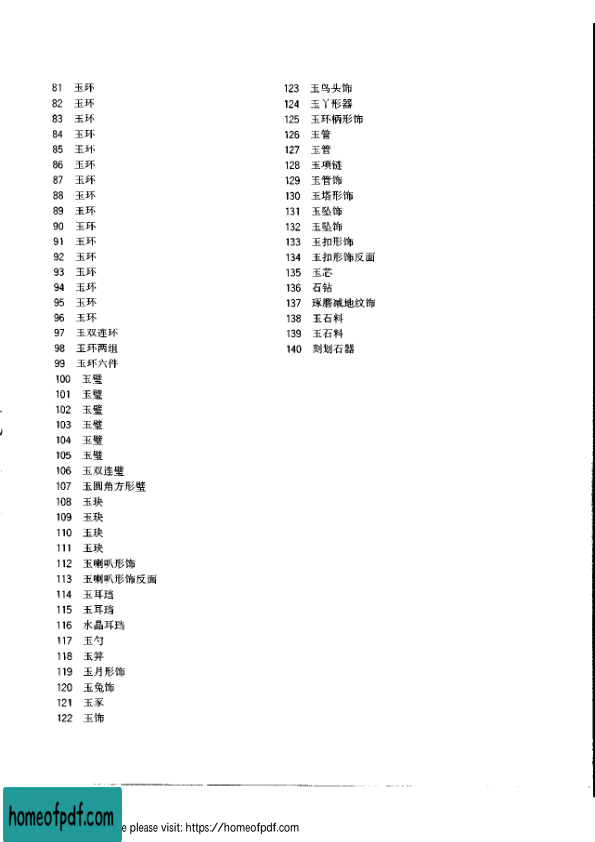 81 玉环
82 玉环
83 玉环
84 玉环
85 玉环
86 玉环
87 玉环
88 玉环
89 玉环
90 玉环
91 玉环
92 玉环
93 玉环
94 玉环
95 玉环
96 玉环
97 玉双连环
98 玉环两组
99 玉环六件
100 玉璧
101 玉璧
102 玉璧
103 玉璧
104 玉璧
105 玉璧
106 玉双连璧
107 玉圆角方形璧
108 玉玦
109 玉玦
110 玉玦
111 玉玦
112 玉喇叭形饰
113 玉喇叭形饰反面
114 玉耳珰
115 玉耳珰
116 水晶耳珰
117 玉勺
118 玉笄
119 玉月形饰
120 玉兔饰
121 玉豕
122 玉饰
123 玉鸟头饰
124 玉丫形器
125 玉环柄形饰
126 玉管
127 玉管
128 玉项链
129 玉管饰
130 玉塔形饰
131 玉坠饰
132 玉坠饰
133 玉扣形饰
134 玉扣形饰反面
135 玉芯
136 石钻
137 琢磨减地纹饰
138 玉石料
139 玉石料
140 刻划石器
homeofpdf.com
e please visit: https://homeofpdf.com